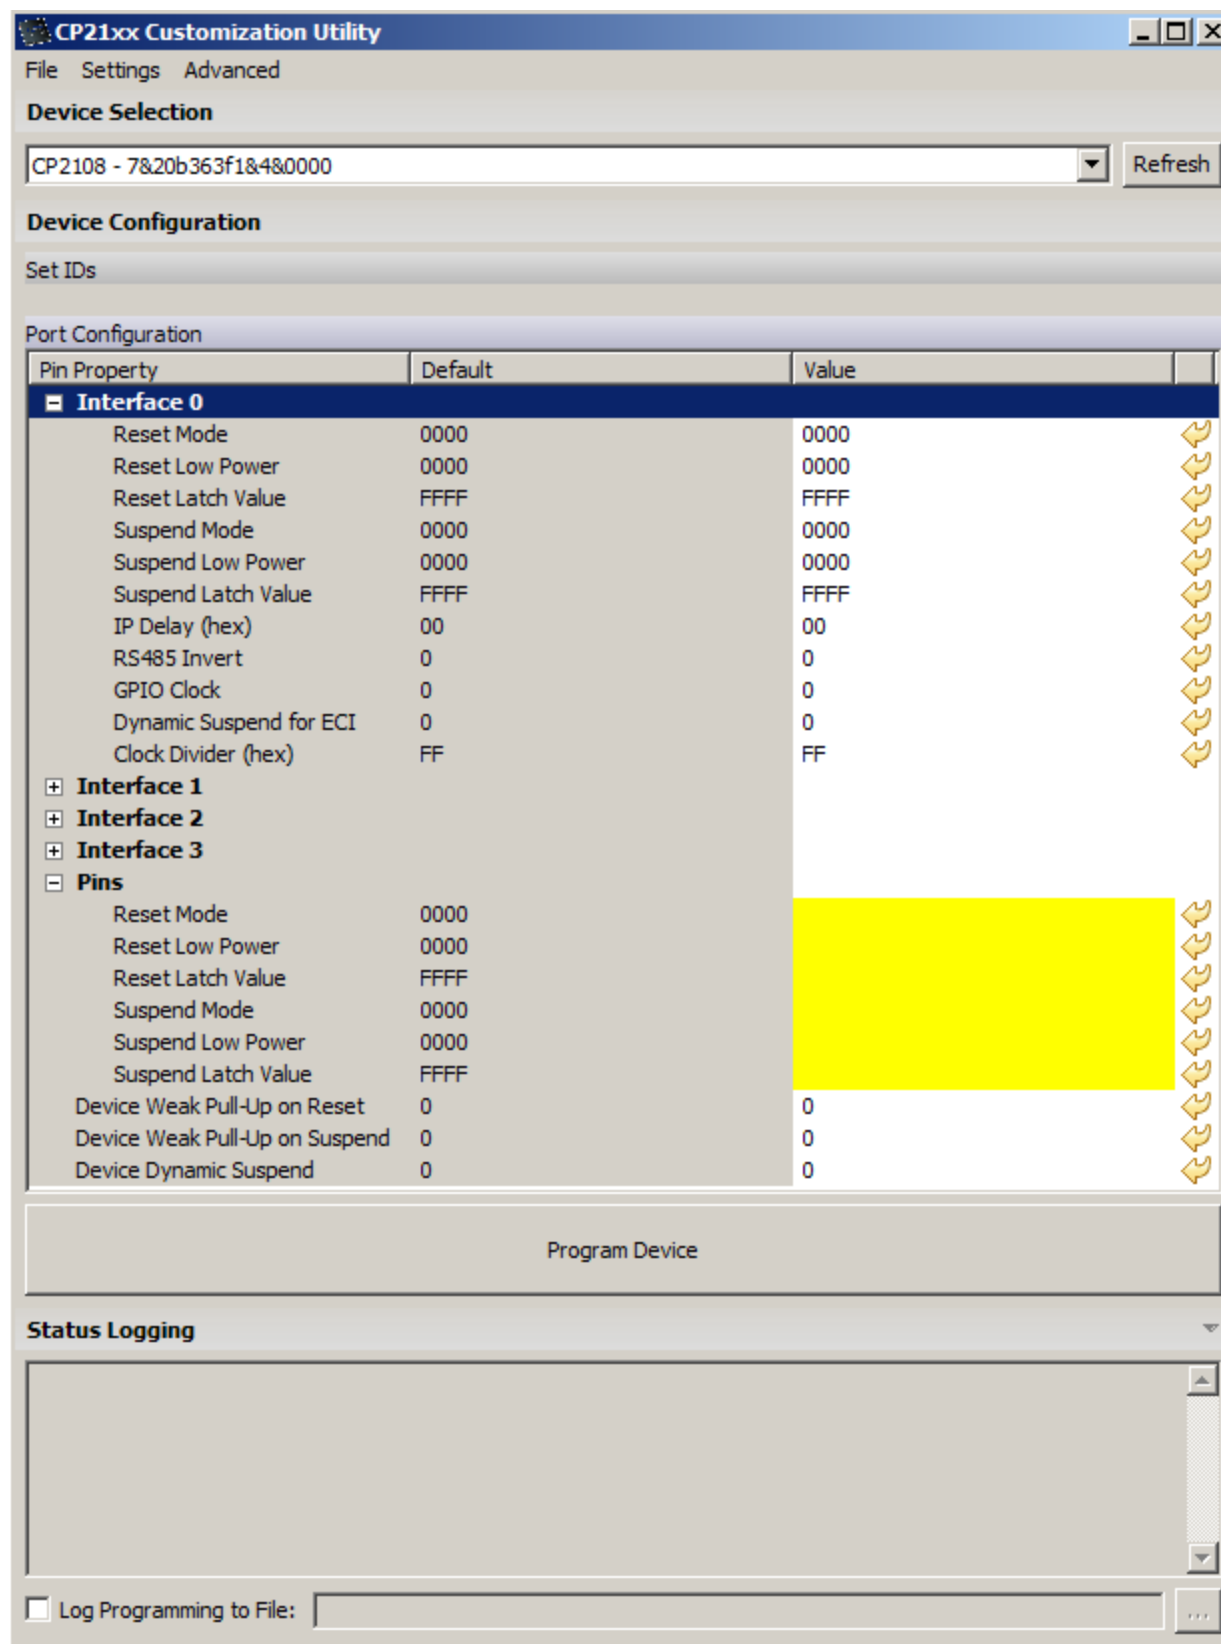 CP21xx Customization Utility
File Settings Advanced
Device Selection
CP2108 - 7&20b363f1&4&0000 Refresh
Device Configuration
Set IDs
Port Configuration
Pin Property Default Value
Interface 0
Reset Mode 0000 0000
Reset Low Power 0000 0000
Reset Latch Value FFFF FFFF
Suspend Mode 0000 0000
Suspend Low Power 0000 0000
Suspend Latch Value FFFF FFFF
IP Delay (hex) 00 00
RS485 Invert 0 0
GPIO Clock 0 0
Dynamic Suspend for ECI 0 0
Clock Divider (hex) FF FF
Interface 1
Interface 2
Interface 3
Pins
Reset Mode 0000
Reset Low Power 0000
Reset Latch Value FFFF
Suspend Mode 0000
Suspend Low Power 0000
Suspend Latch Value FFFF
Device Weak Pull-Up on Reset 0 0
Device Weak Pull-Up on Suspend 0 0
Device Dynamic Suspend 0 0
Program Device
Status Logging
Log Programming to File: ...